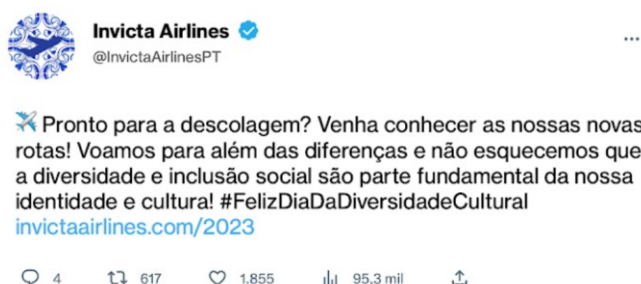 Invicta Airlines
@InvictaAirlinesPT
Pronto para a descolagem? Venha conhecer as nossas novas
rotas! Voamos para além das diferenças e não esquecemos que
a diversidade e inclusão social são parte fundamental da nossa
identidade e cultura! #FelizDiaDaDiversidadeCultural
invictaairlines.com/2023
4 617 1.855 95,3 mil